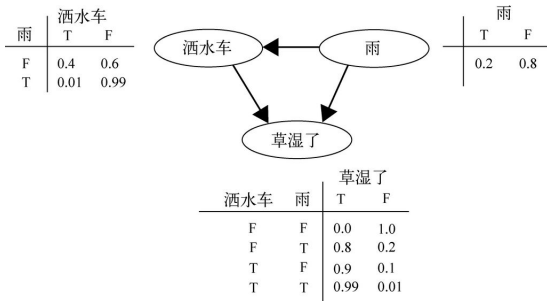 洒水车
雨 T F
F 0.4 0.6
T 0.01 0.99
洒水车
雨
草湿了
雨
T F
0.2 0.8
草湿了
洒水车 雨 T F
F F 0.0 1.0
F T 0.8 0.2
T F 0.9 0.1
T T 0.99 0.01